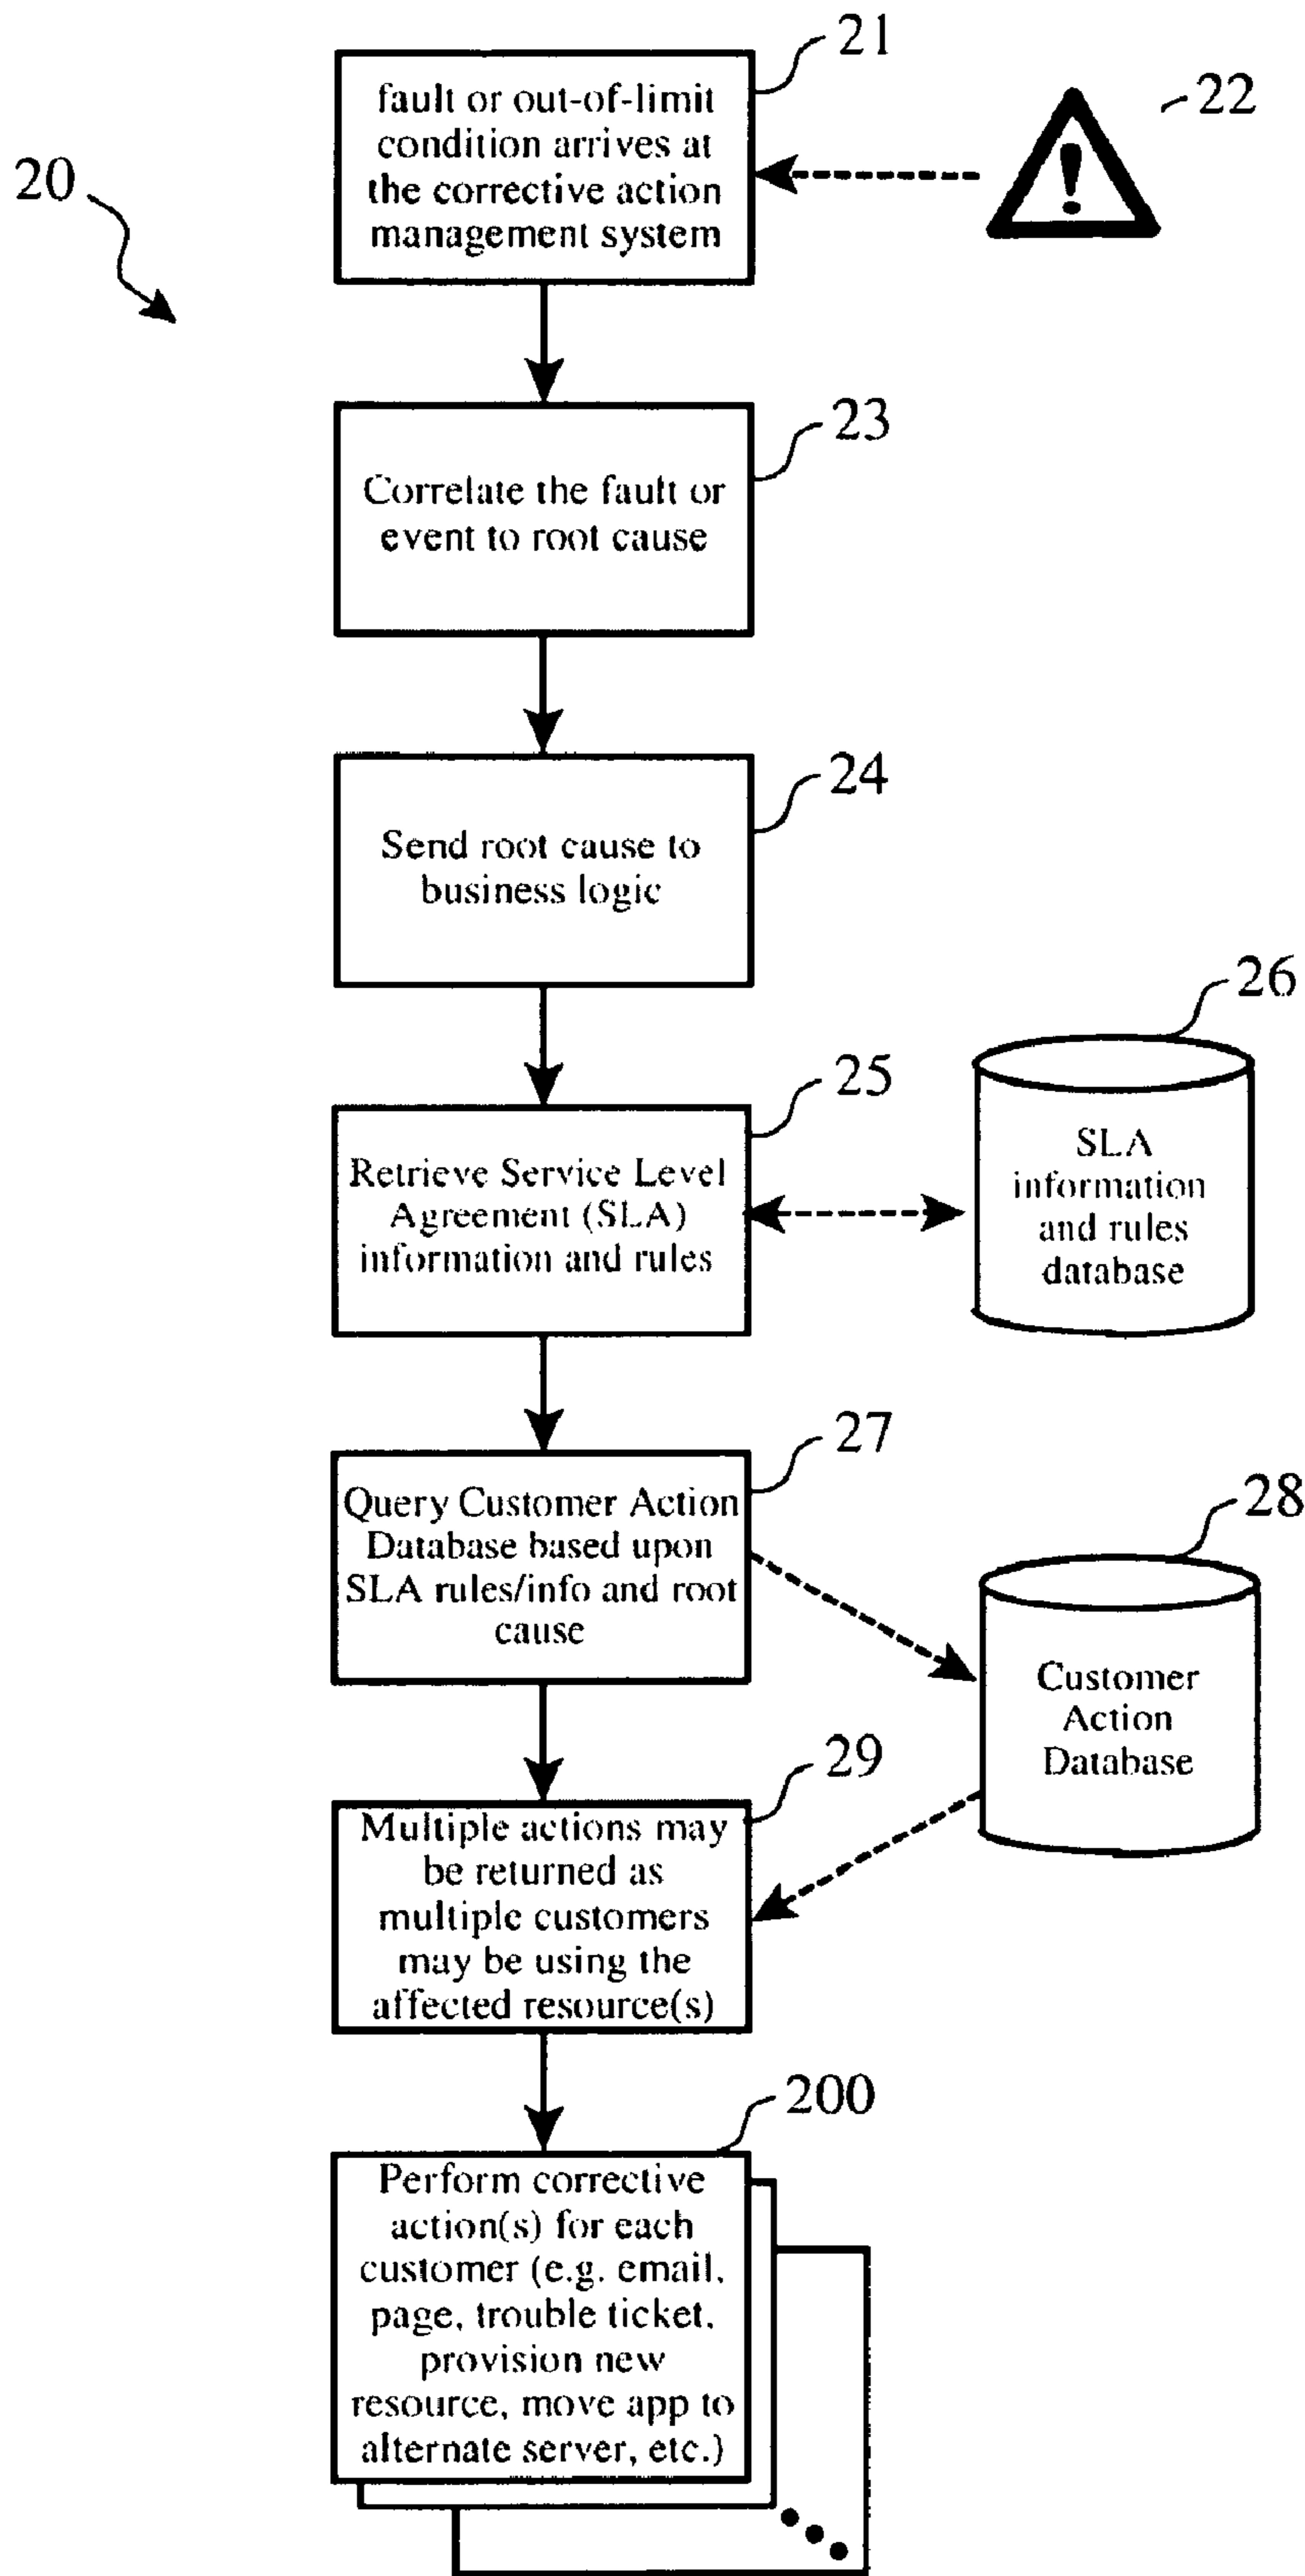 21
fault or out-of-limit
condition arrives at
the corrective action
management system
22
!
20
23
Correlate the fault or
event to root cause
24
Send root cause to
business logic
25
Retrieve Service Level
Agreement (SLA)
information and rules
26
SLA
information
and rules
database
27
Query Customer Action
Database based upon
SLA rules/info and root
cause
28
Customer
Action
Database
29
Multiple actions may
be returned as
multiple customers
may be using the
affected resource(s)
200
Perform corrective
action(s) for each
customer (e.g. email,
page, trouble ticket,
provision new
resource, move app to
alternate server, etc.)